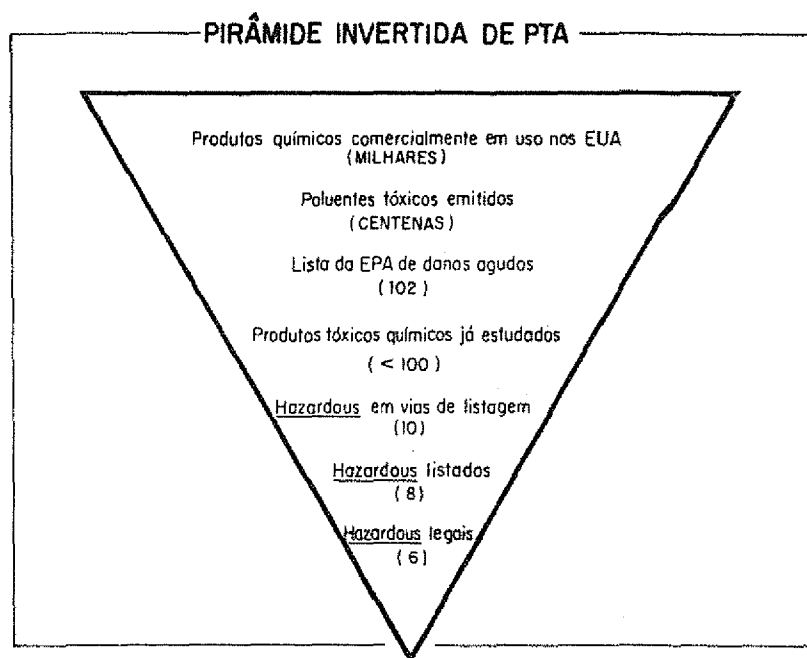 PIRÂMIDE INVERTIDA DE PTA
Produtos químicos comercialmente em uso nos EUA
(MILHARES)
Poluentes tóxicos emitidos
(CENTENAS)
Lista da EPA de danos agudos
(102)
Produtos tóxicos químicos já estudados
(< 100)
Hazardous em vias de listagem
(10)
Hazardous listados
(8)
Hazardous legais
(6)